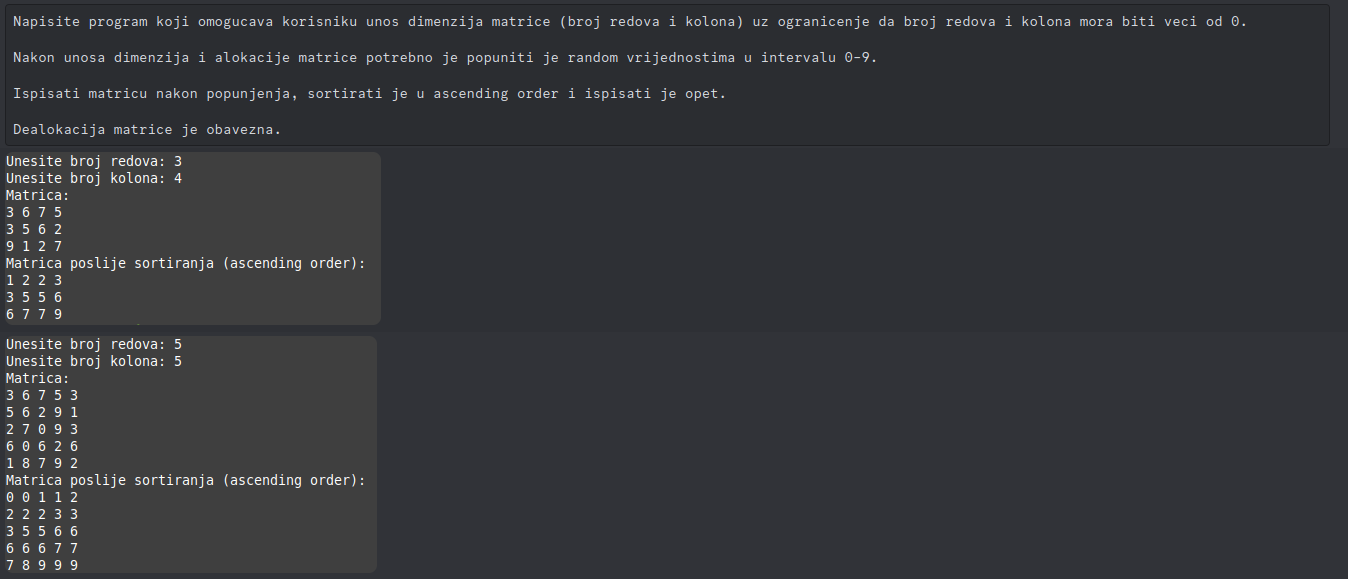 Napisite program koji omogucava korisniku unos dimenzija matrice (broj redova i kolona) uz ogranicenje da broj redova i kolona mora biti veci od 0.
Nakon unosa dimenzija i alokacije matrice potrebno je popuniti je random vrijednostima u intervalu 0-9.
Ispisati matricu nakon popunjenja, sortirati je u ascending order i ispisati je opet.
Dealokacija matrice je obavezna.
Unesite broj redova: 3
Unesite broj kolona: 4
Matrica:
3 6 7 5
3 5 6 2
9 1 2 7
Matrica poslije sortiranja (ascending order):
1 2 2 3
3 5 5 6
6 7 7 9
Unesite broj redova: 5
Unesite broj kolona: 5
Matrica:
3 6 7 5 3
5 6 2 9 1
2 7 0 9 3
6 0 6 2 6
1 8 7 9 2
Matrica poslije sortiranja (ascending order):
0 0 1 1 2
2 2 2 3 3
3 5 5 6 6
6 6 6 7 7
7 8 9 9 9